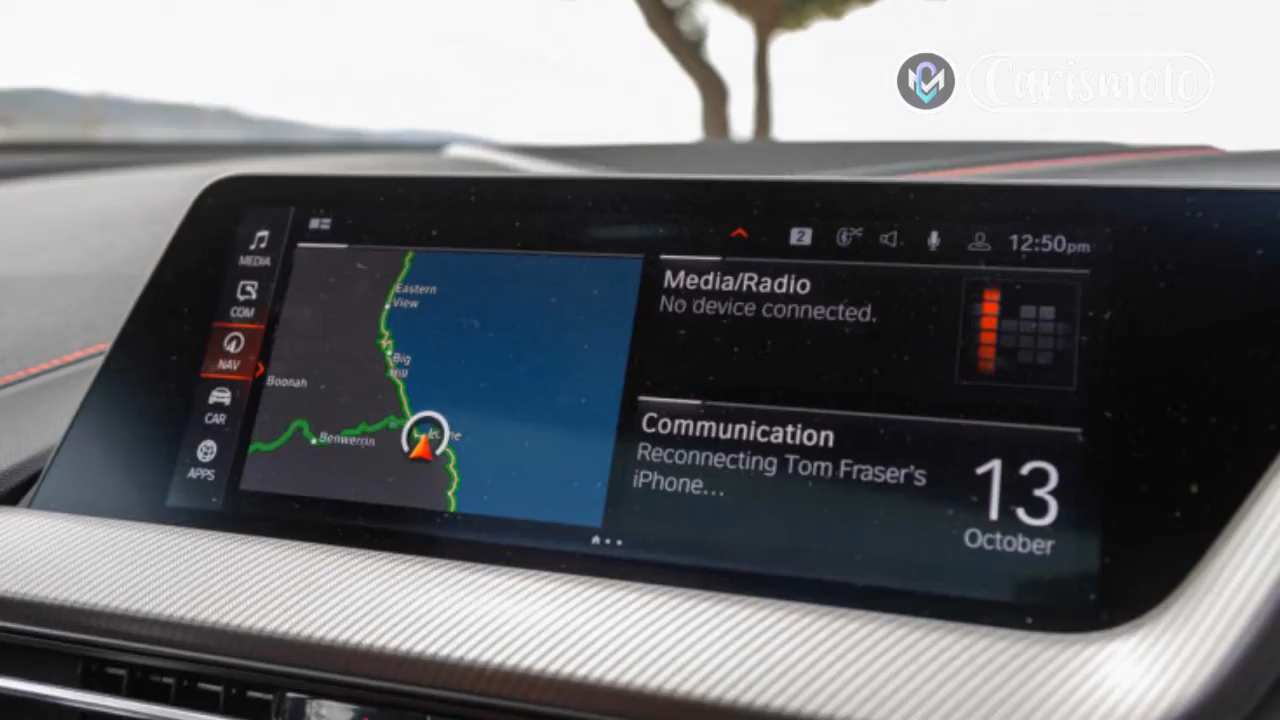 Carismoto
2
12:50pm
MEDIA
COM
NAV
CAR
APPS
Eastern
View
Big
Hill
Boonah
Benwerrin
Media/Radio
No device connected.
Communication
Reconnecting Tom Fraser's
iPhone...
13
October